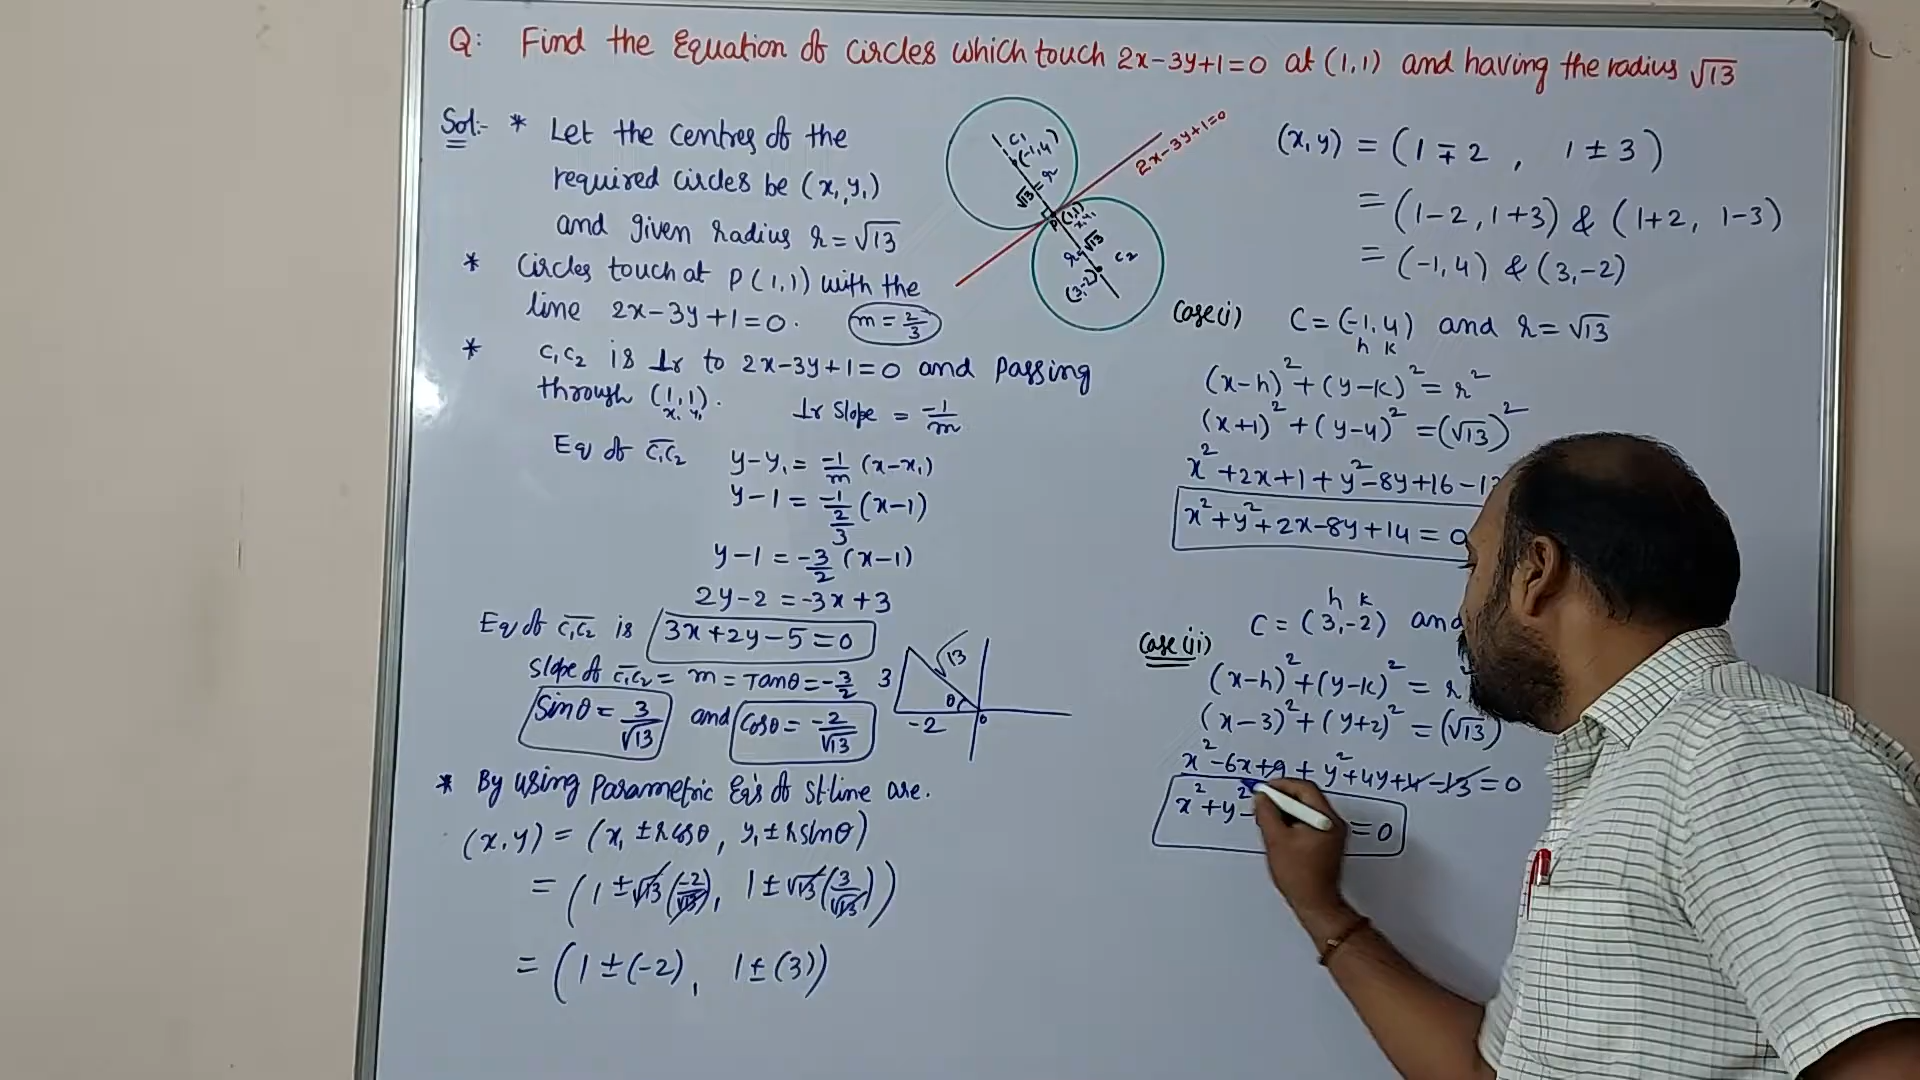 Q: Find the Equation of circles which touch 2x-3y+1=0 at (1,1) and having the radius √13
Sol:- * Let the centres of the
required circles be (x₁,y₁)
and given radius r=√13
* Circles touch at P(1,1) with the
line 2x-3y+1=0. m=2/3
* C₁C₂ is ⊥r to 2x-3y+1=0 and passing
through (1,1).
x₁ y₁
⊥r slope = -1/m
Eq of C₁C₂ y-y₁ = -1/m (x-x₁)
y-1 = -1/(2/3) (x-1)
y-1 = -3/2 (x-1)
2y-2 = -3x+3
Eq of C₁C₂ is 3x+2y-5=0
Slope of C₁C₂ = m = Tanθ = -3/2
Sinθ = 3/√13 and Cosθ = -2/√13
* By using Parametric Eq's of St.line are.
(x,y) = (x₁ ± r cosθ, y₁ ± r sinθ)
= (1 ± √13(-2/√13), 1 ± √13(3/√13))
= (1 ± (-2), 1 ± (3))
C1
(-1,4)
√13=r
P (1,1)
x₁ y₁
2x-3y+1=0
r=√13
C2
(3,-2)
3 √13
θ
-2 0
(x,y) = (1 ∓ 2, 1 ± 3)
= (1-2, 1+3) & (1+2, 1-3)
= (-1,4) & (3,-2)
Case(i) C = (-1,4) and r = √13
h k
(x-h)²+(y-k)² = r²
(x+1)²+(y-4)² = (√13)²
x²+2x+1+y²-8y+16-1
x²+y²+2x-8y+14=0
h k
Case(ii) C = (3,-2) and
(x-h)²+(y-k)² = r²
(x-3)²+(y+2)² = (√13)
x²-6x+9+y²+4y+4-13=0
x²+y²- =0